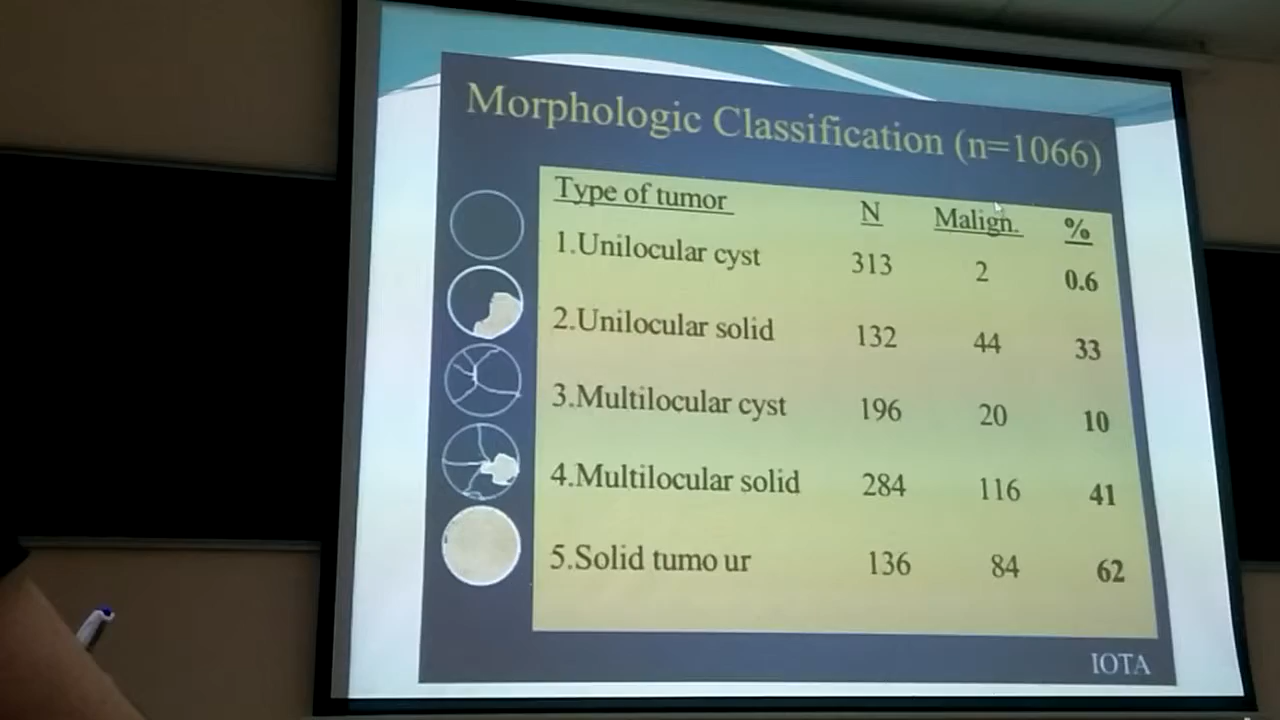 Morphologic Classification (n=1066)
Type of tumor N Malign. %
1.Unilocular cyst 313 2 0.6
2.Unilocular solid 132 44 33
3.Multilocular cyst 196 20 10
4.Multilocular solid 284 116 41
5.Solid tumo ur 136 84 62
IOTA